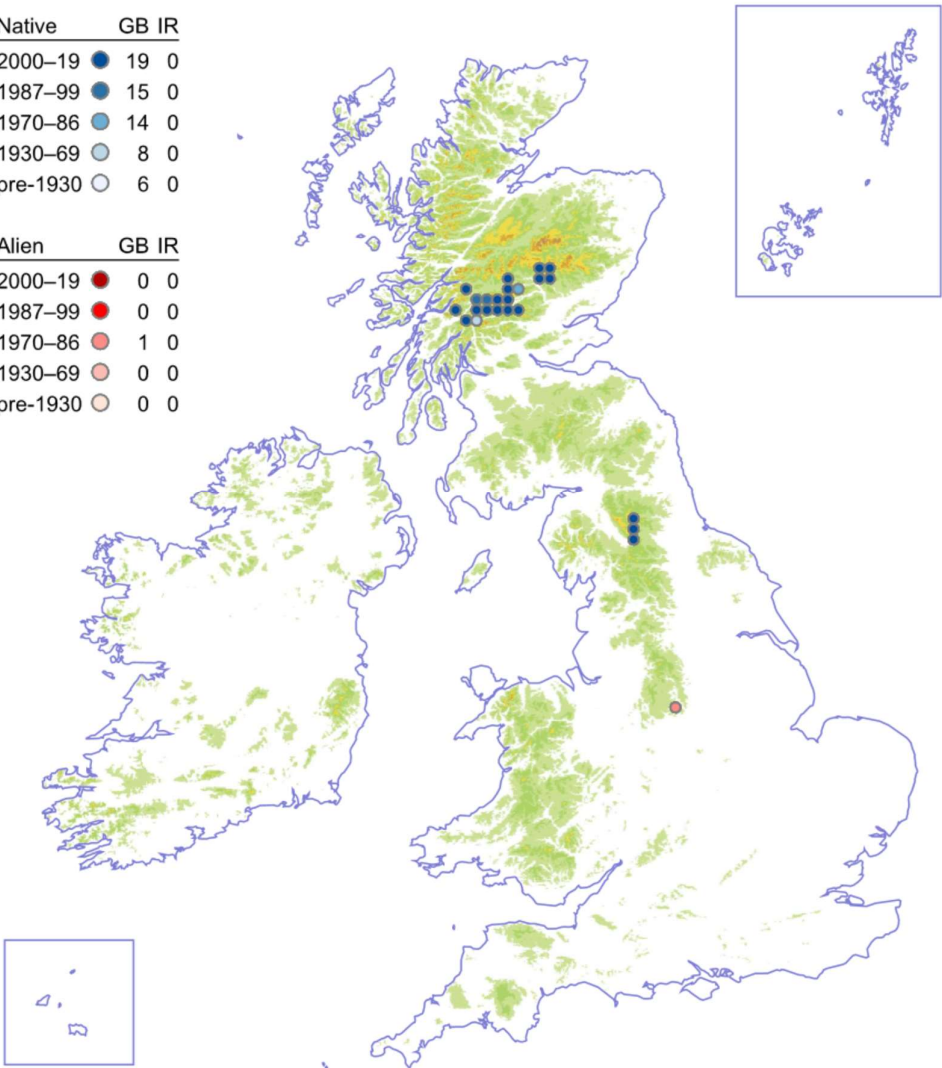 Native GB IR
2000–19 19 0
1987–99 15 0
1970–86 14 0
1930–69 8 0
pre-1930 6 0
Alien GB IR
2000–19 0 0
1987–99 0 0
1970–86 1 0
1930–69 0 0
pre-1930 0 0